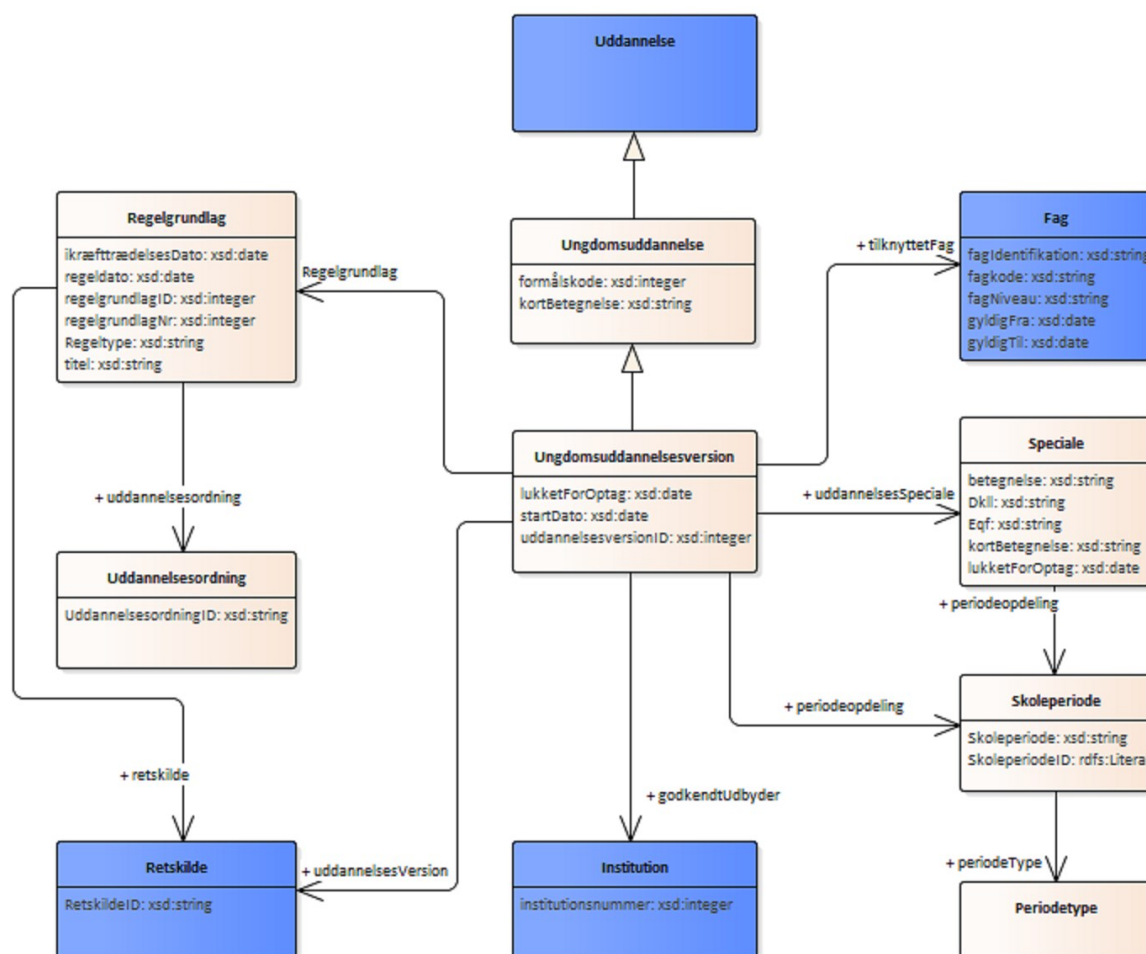 Uddannelse
Regelgrundlag
ikræfttrædelsesDato: xsd:date
regeldato: xsd:date
regelgrundlagID: xsd:integer
regelgrundlagNr: xsd:integer
Regeltype: xsd:string
titel: xsd:string
Regelgrundlag
Ungdomsuddannelse
formålskode: xsd:integer
kortBetegnelse: xsd:string
+ tilknyttetFag
Fag
fagIdentifikation: xsd:string
fagkode: xsd:string
fagNiveau: xsd:string
gyldigFra: xsd:date
gyldigTil: xsd:date
Ungdomsuddannelsesversion
lukketForOptag: xsd:date
startDato: xsd:date
uddannelsesversionID: xsd:integer
+ uddannelsesSpeciale
Speciale
betegnelse: xsd:string
Dkll: xsd:string
Eqf: xsd:string
kortBetegnelse: xsd:string
lukketForOptag: xsd:date
+ uddannelsesordning
Uddannelsesordning
UddannelsesordningID: xsd:string
+ periodeopdeling
+ periodeopdeling
Skoleperiode
Skoleperiode: xsd:string
SkoleperiodeID: rdfs:Litera
+ retskilde
+ godkendtUdbyder
Retskilde
RetskildeID: xsd:string
+ uddannelsesVersion
Institution
institutionsnummer: xsd:integer
+ periodeType
Periodetype